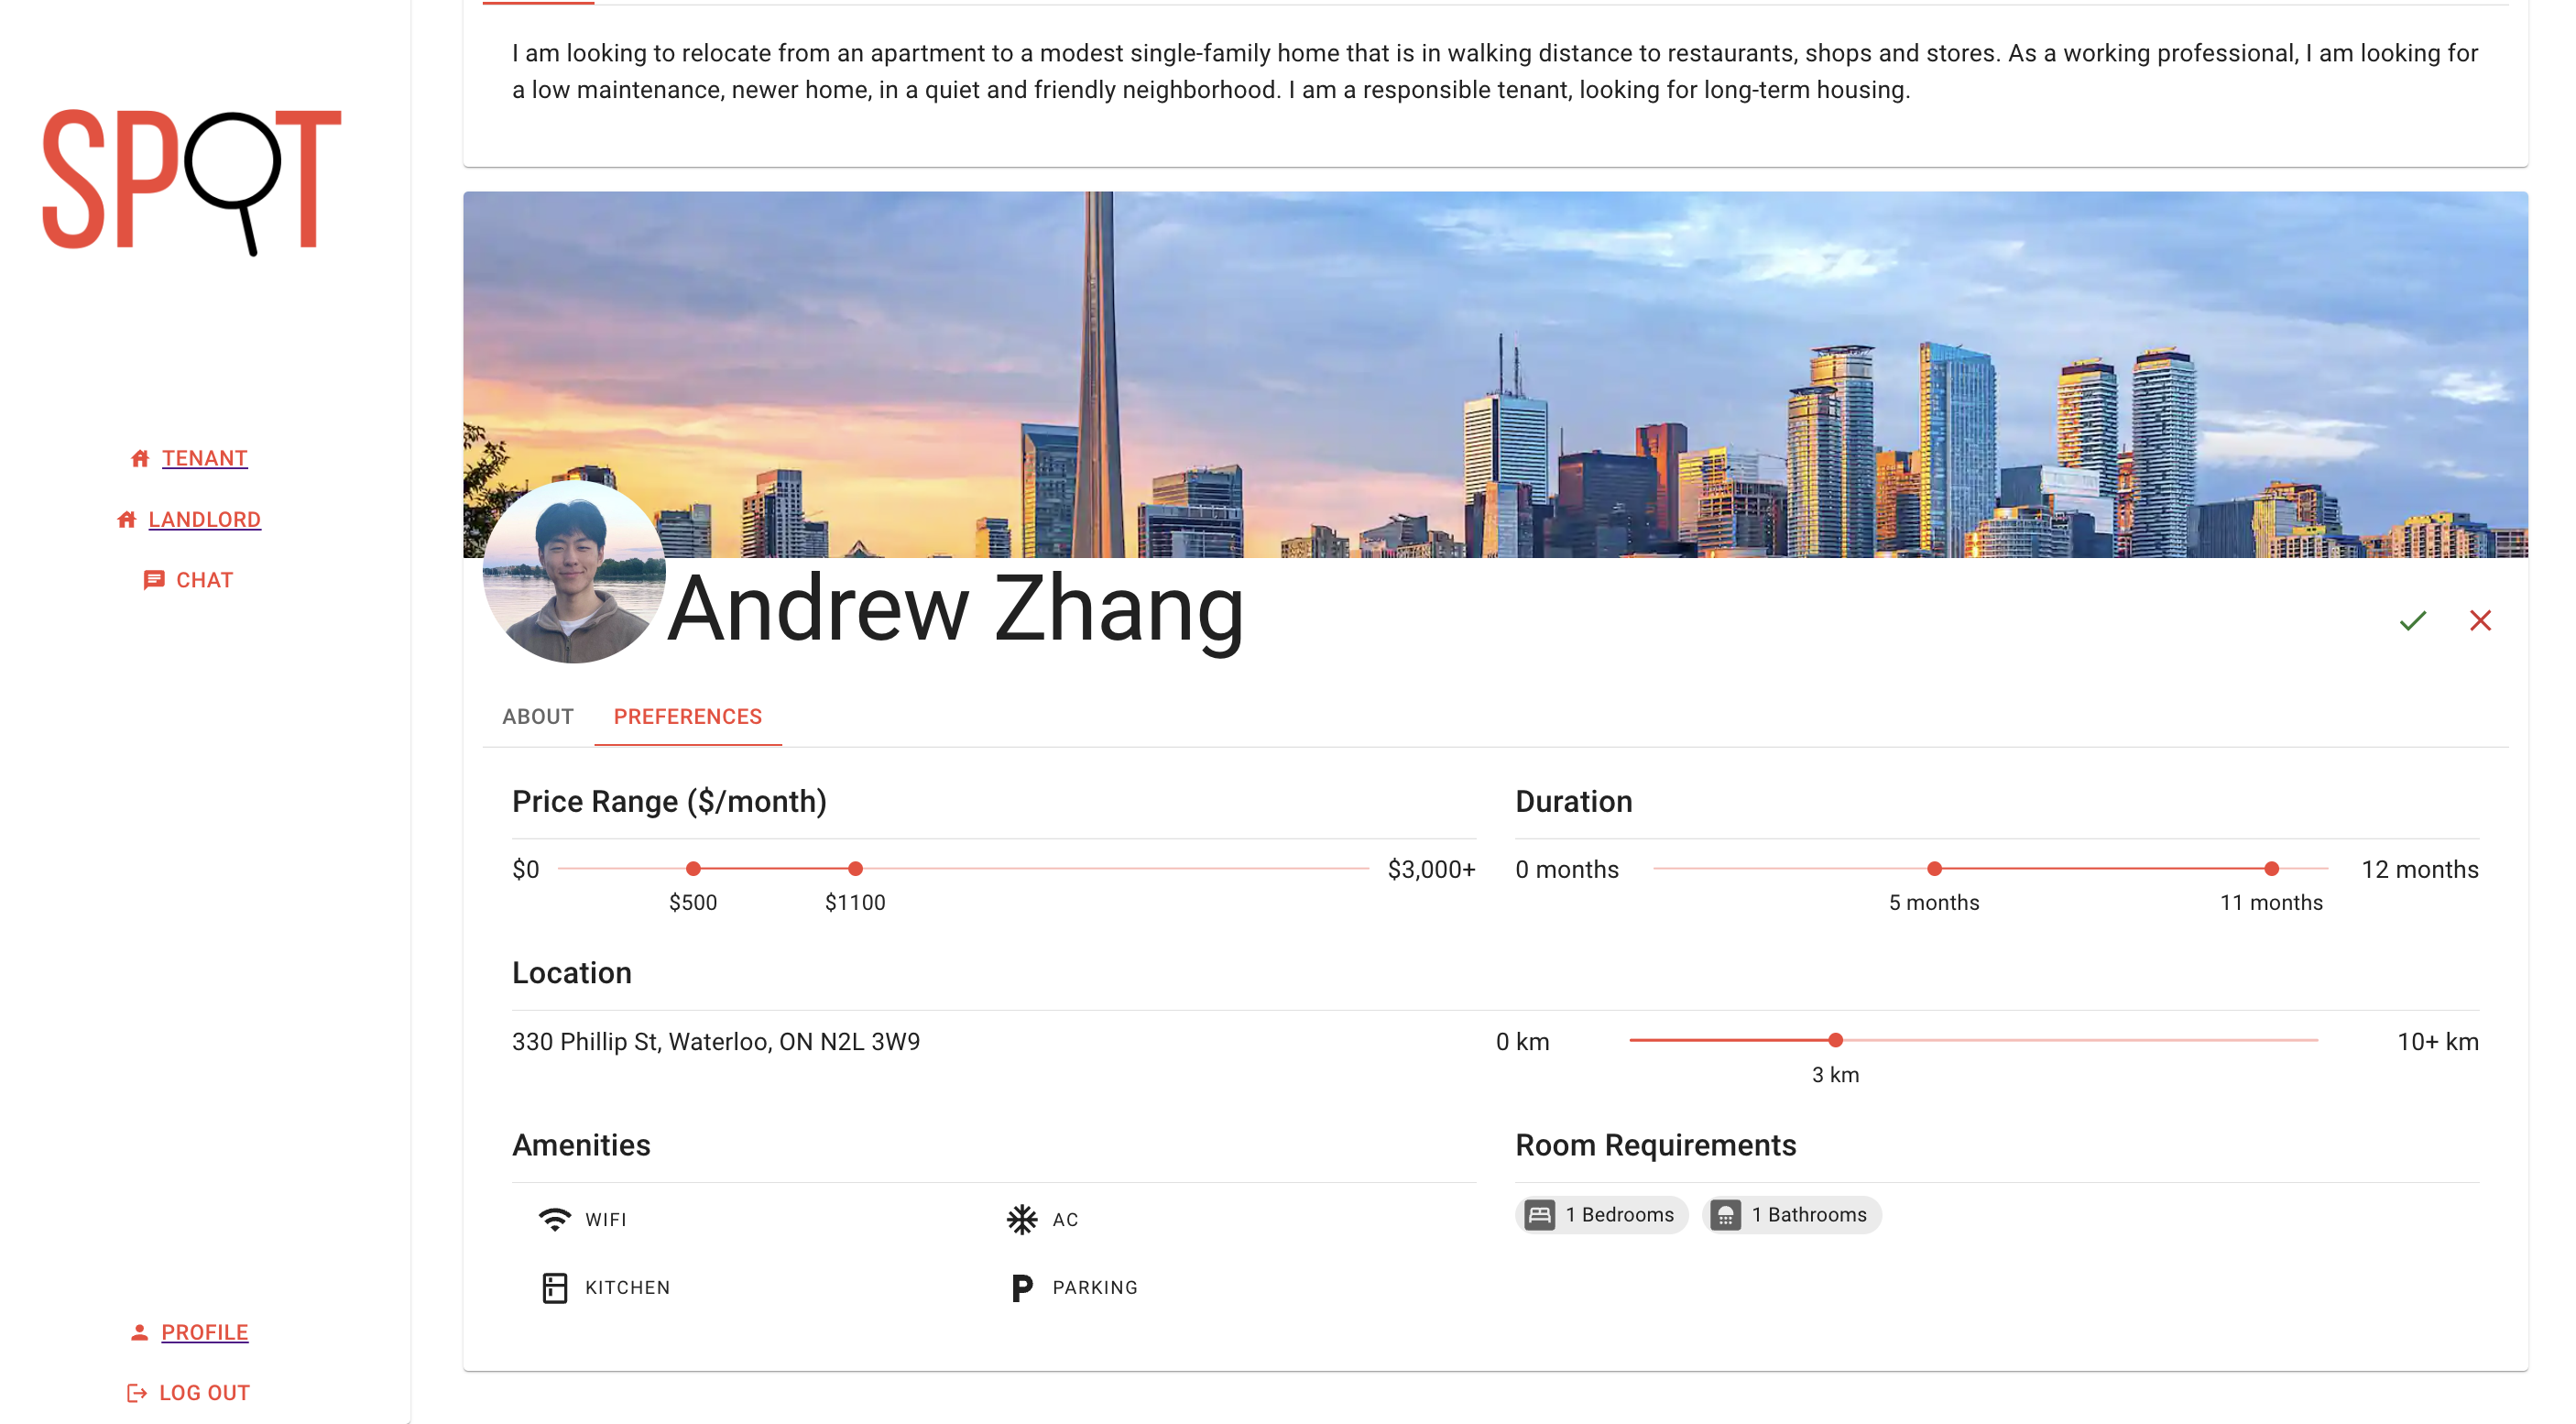 SPOT
TENANT
LANDLORD
CHAT
PROFILE
LOG OUT
I am looking to relocate from an apartment to a modest single-family home that is in walking distance to restaurants, shops and stores. As a working professional, I am looking for
a low maintenance, newer home, in a quiet and friendly neighborhood. I am a responsible tenant, looking for long-term housing.
Andrew Zhang
ABOUT PREFERENCES
Price Range ($/month)
$0 $3,000+
$500 $1100
Duration
0 months 12 months
5 months 11 months
Location
330 Phillip St, Waterloo, ON N2L 3W9
0 km 10+ km
3 km
Amenities
WIFI AC
KITCHEN PARKING
Room Requirements
1 Bedrooms 1 Bathrooms